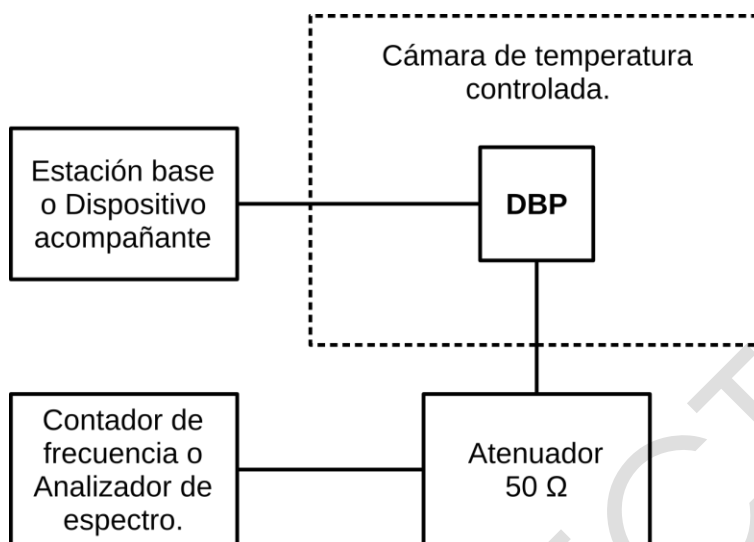 Cámara de temperatura
controlada.
Estación base
o Dispositivo
acompañante
DBP
Contador de
frecuencia o
Analizador de
espectro.
Atenuador
50 Ω